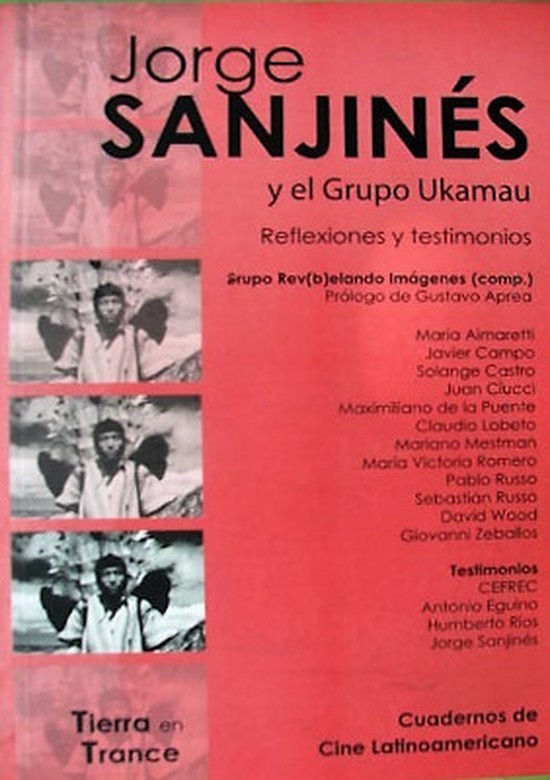 Jorge
SANJINÉS
y el Grupo Ukamau
Reflexiones y testimonios
Grupo Rev(b)elando Imágenes (comp.)
Prólogo de Gustavo Aprea
María Aimaretti
Javier Campo
Solange Castro
Juan Ciucci
Maximiliano de la Puente
Claudio Lobeto
Mariano Mestman
María Victoria Romero
Pablo Russo
Sebastián Russo
David Wood
Giovanni Zeballos
Testimonios
CEFREC
Antonio Eguino
Humberto Ríos
Jorge Sanjinés
Tierra en
Trance
Cuadernos de
Cine Latinoamericano